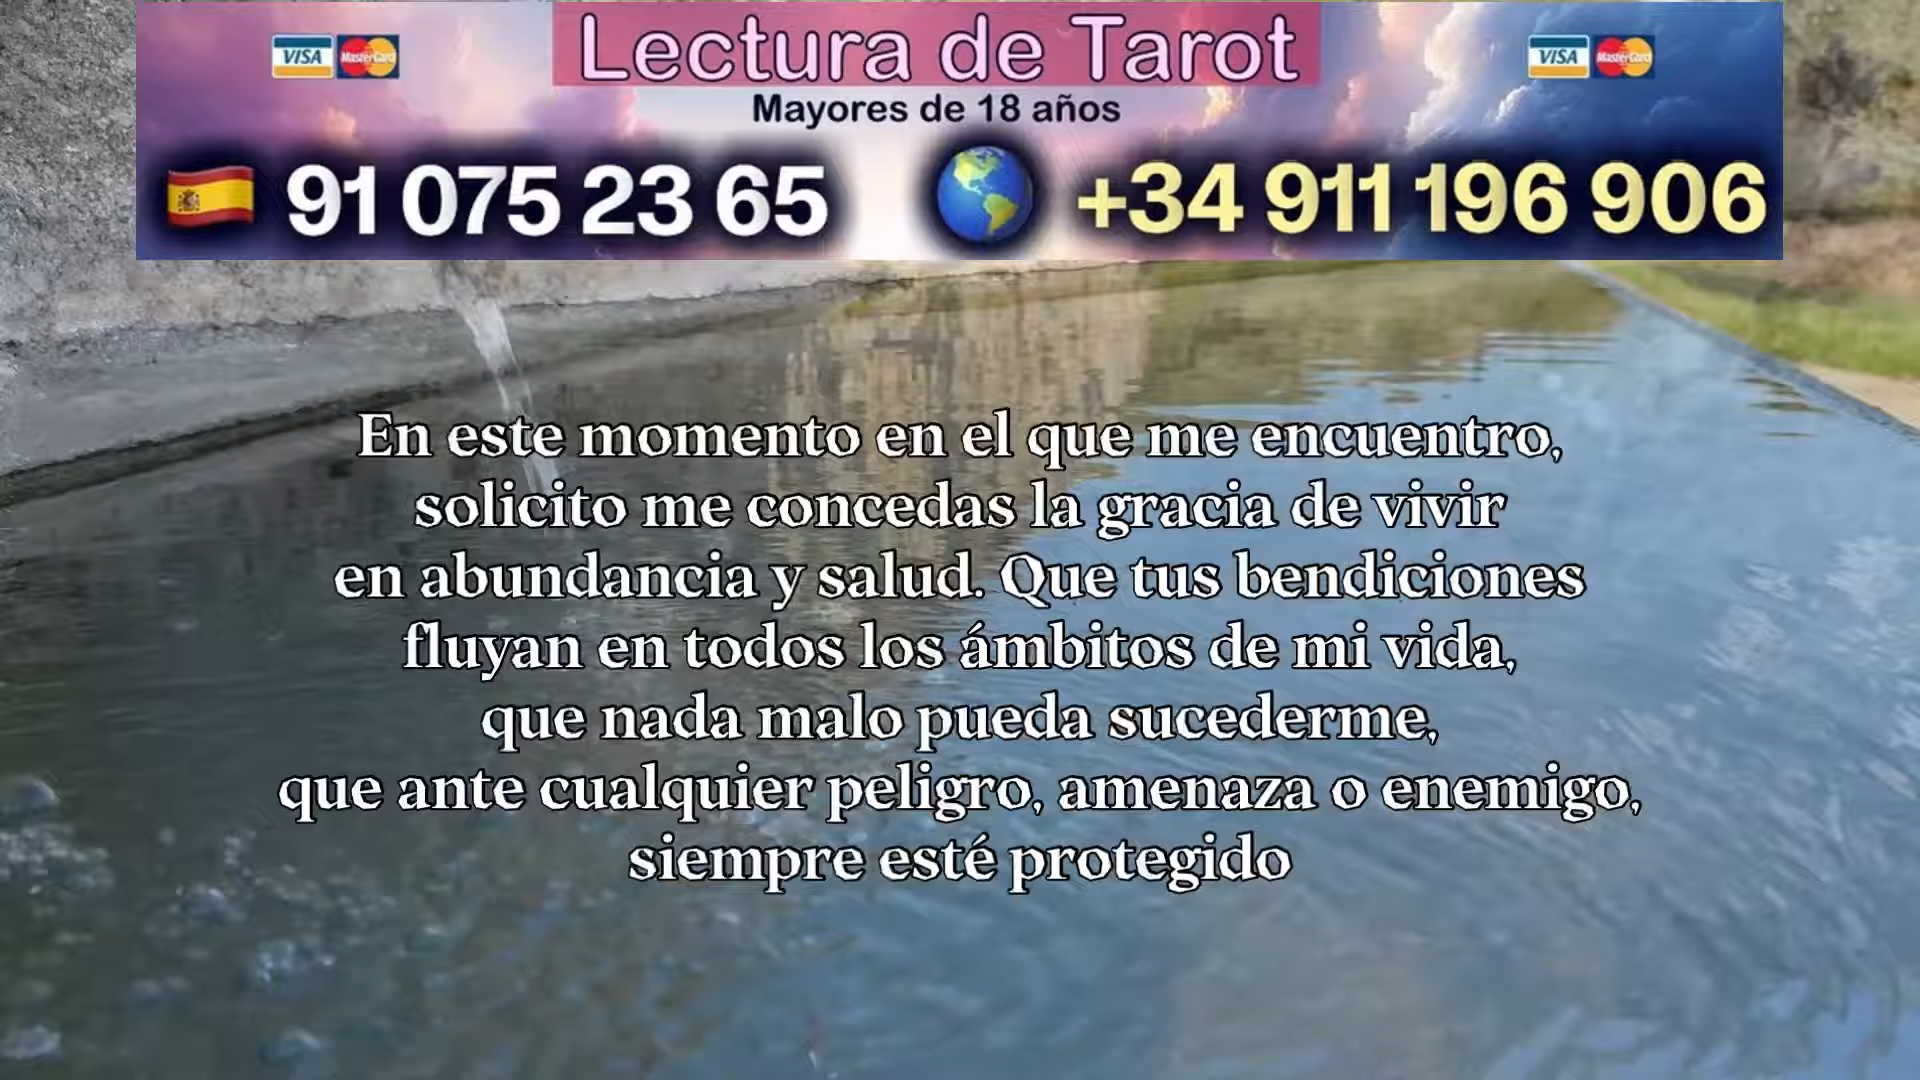 VISA MasterCard Lectura de Tarot VISA MasterCard
Mayores de 18 años
91 075 23 65 +34 911 196 906
En este momento en el que me encuentro,
solicito me concedas la gracia de vivir
en abundancia y salud. Que tus bendiciones
fluyan en todos los ámbitos de mi vida,
que nada malo pueda sucederme,
que ante cualquier peligro, amenaza o enemigo,
siempre esté protegido